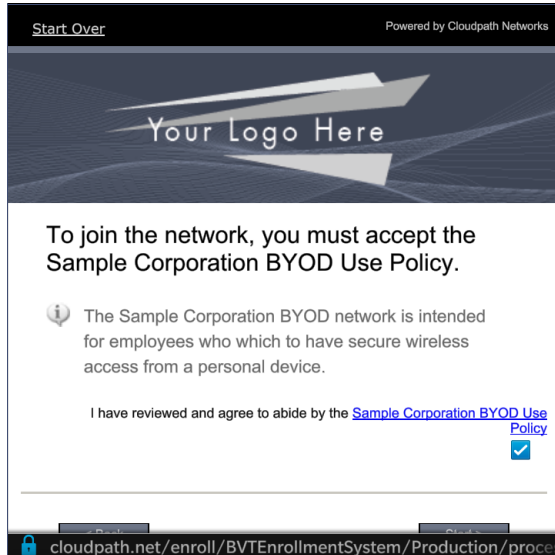 Start Over
Powered by Cloudpath Networks
Your Logo Here
To join the network, you must accept the
Sample Corporation BYOD Use Policy.
The Sample Corporation BYOD network is intended
for employees who which to have secure wireless
access from a personal device.
I have reviewed and agree to abide by the Sample Corporation BYOD Use
Policy
cloudpath.net/enroll/BVTEnrollmentSystem/Production/proce